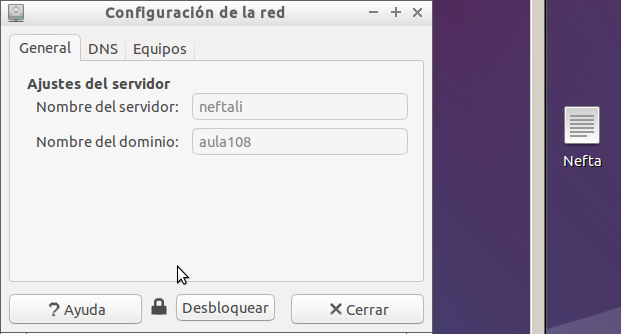 Configuración de la red
General DNS Equipos
Ajustes del servidor
Nombre del servidor: neftali
Nombre del dominio: aula108
Nefta
Ayuda Desbloquear Cerrar